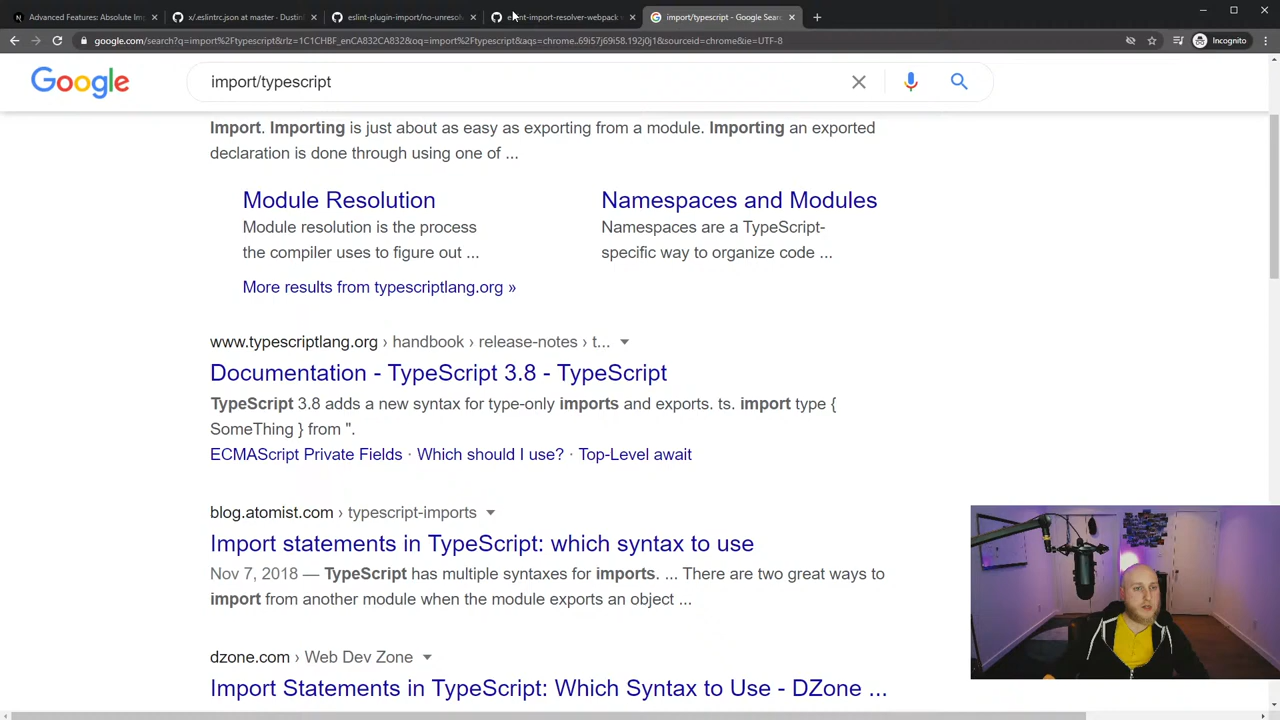 Advanced Features: Absolute Im
x/.eslintrc.json at master · Dustin
eslint-plugin-import/no-unreso
eslint-import-resolver-webpack
import/typescript - Google Sear
google.com/search?q=import%2Ftypescript&rlz=1C1CHBF_enCA832CA832&oq=import%2Ftypescript&aqs=chrome..69i57j69i58.192j0j1&sourceid=chrome&ie=UTF-8
Incognito
Google
import/typescript
Import. Importing is just about as easy as exporting from a module. Importing an exported
declaration is done through using one of ...
Module Resolution
Module resolution is the process
the compiler uses to figure out ...
Namespaces and Modules
Namespaces are a TypeScript-
specific way to organize code ...
More results from typescriptlang.org »
www.typescriptlang.org › handbook › release-notes › t...
Documentation - TypeScript 3.8 - TypeScript
TypeScript 3.8 adds a new syntax for type-only imports and exports. ts. import type {
SomeThing } from ".
ECMAScript Private Fields · Which should I use? · Top-Level await
blog.atomist.com › typescript-imports
Import statements in TypeScript: which syntax to use
Nov 7, 2018 — TypeScript has multiple syntaxes for imports. ... There are two great ways to
import from another module when the module exports an object ...
dzone.com › Web Dev Zone
Import Statements in TypeScript: Which Syntax to Use - DZone ...